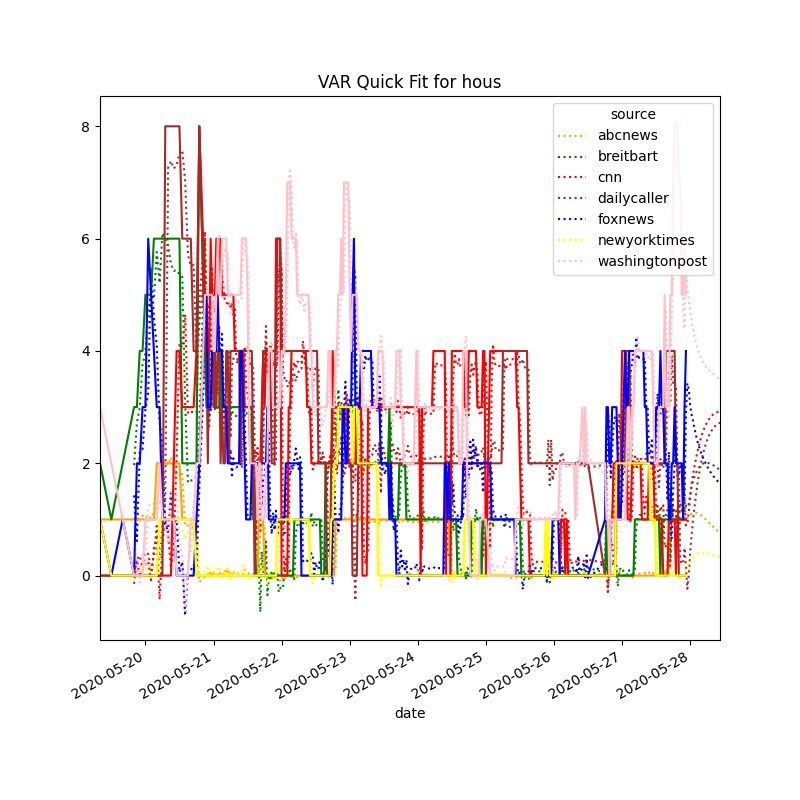 VAR Quick Fit for hous
source
abcnews
breitbart
cnn
dailycaller
foxnews
newyorktimes
washingtonpost
8
6
4
2
0
2020-05-20
2020-05-21
2020-05-22
2020-05-23
2020-05-24
2020-05-25
2020-05-26
2020-05-27
2020-05-28
date